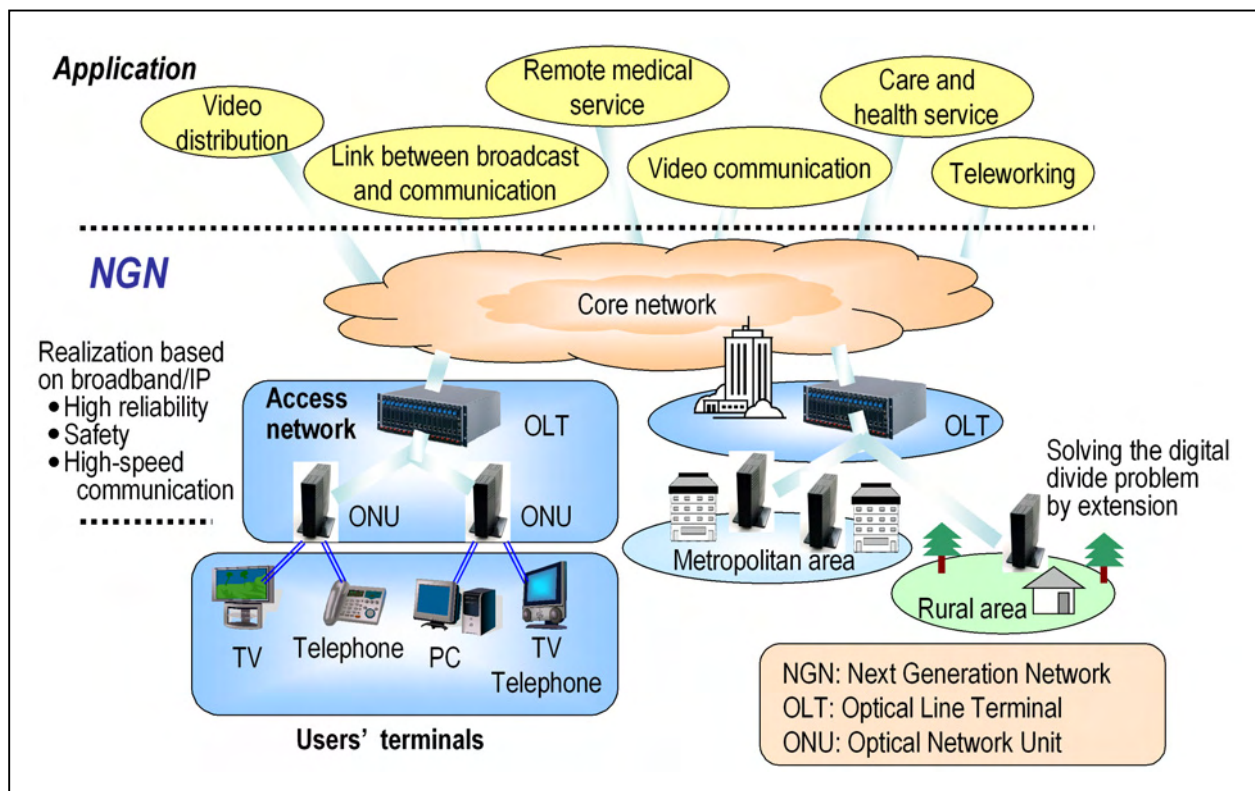 Application
Video
distribution
Link between broadcast
and communication
Remote medical
service
Video communication
Care and
health service
Teleworking
NGN
Core network
Realization based
on broadband/IP
• High reliability
• Safety
• High-speed
communication
Access
network
OLT
ONU
ONU
TV
Telephone
PC
TV
Telephone
Users' terminals
OLT
Metropolitan area
Solving the digital
divide problem
by extension
Rural area
NGN: Next Generation Network
OLT: Optical Line Terminal
ONU: Optical Network Unit